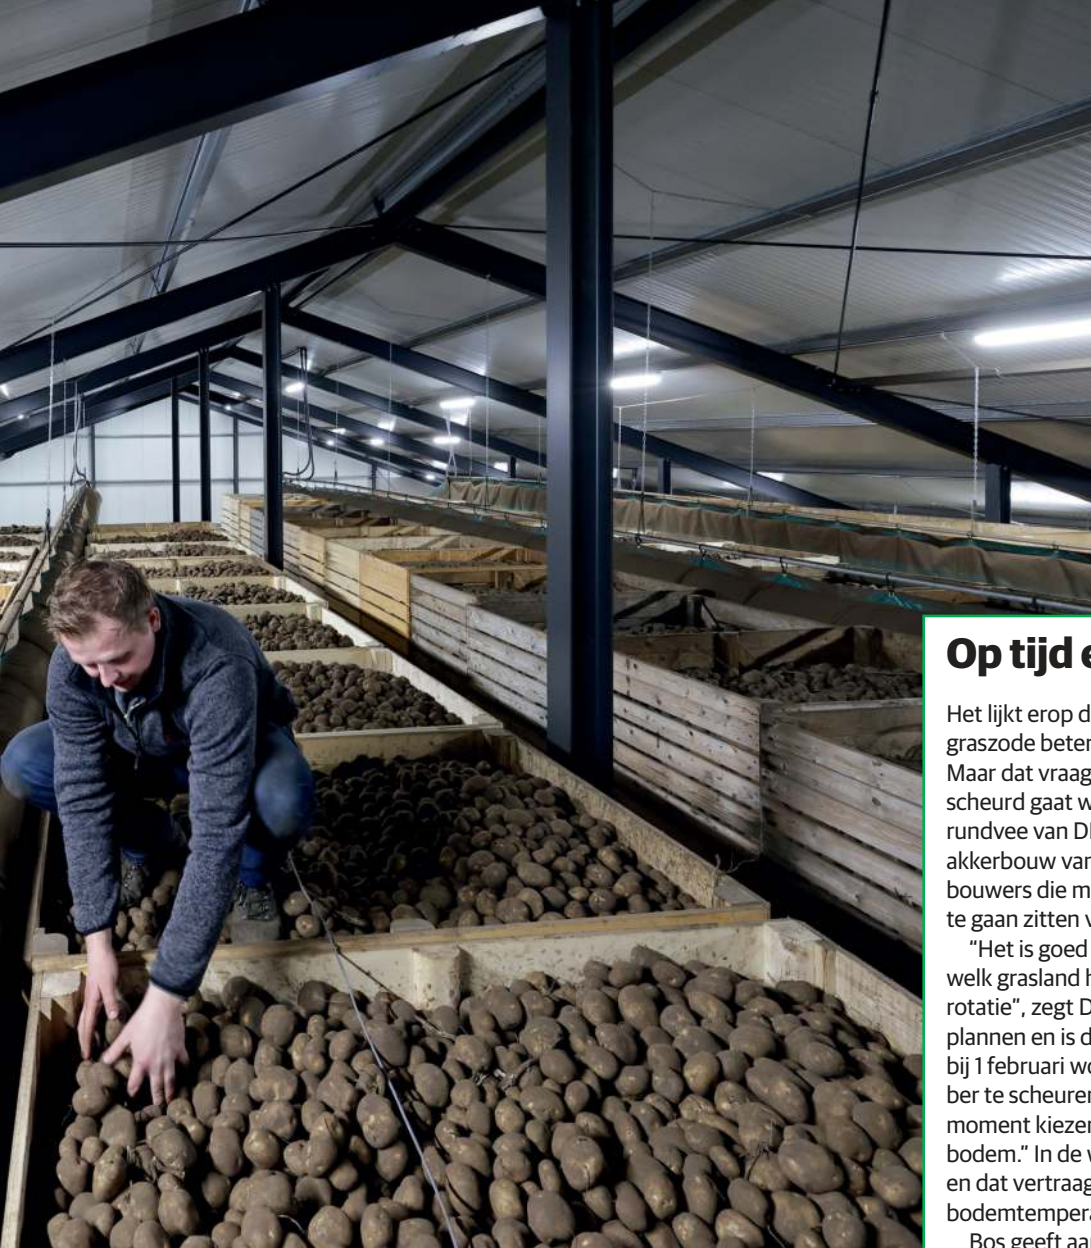 Op tijd
Het lijkt erop d
graszode beter
Maar dat vraag
scheurd gaat w
rundvee van D
akkerbouw van
bouwers die m
te gaan zitten v
"Het is goed
welk grasland h
rotatie", zegt D
plannen en is d
bij 1 februari wo
ber te scheuren
moment kiezen
bodem." In de w
en dat vertraag
bodemtempera
Bos geeft aan